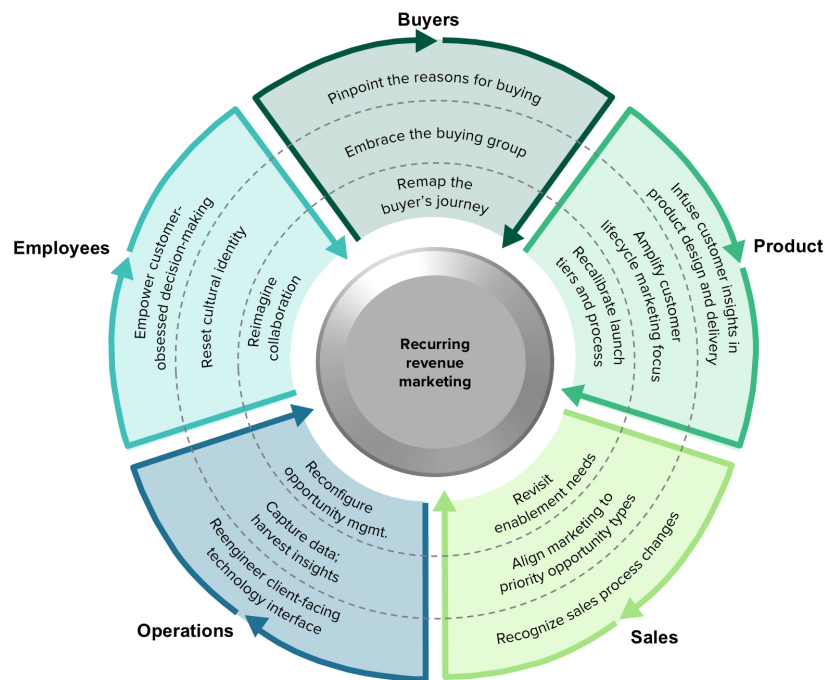 Buyers
Pinpoint the reasons for buying
Embrace the buying group
Remap the
buyer's journey
Product
Infuse customer insights in
product design and delivery
Amplify customer
lifecycle marketing focus
Recalibrate launch
tiers and process
Sales
Revisit
enablement needs
Align marketing to
priority opportunity types
Recognize sales process changes
Operations
Reconfigure
opportunity mgmt.
Capture data;
harvest insights
Reengineer client-facing
technology interface
Employees
Empower customer-
obsessed decision-making
Reset cultural identity
Reimagine
collaboration
Recurring
revenue
marketing